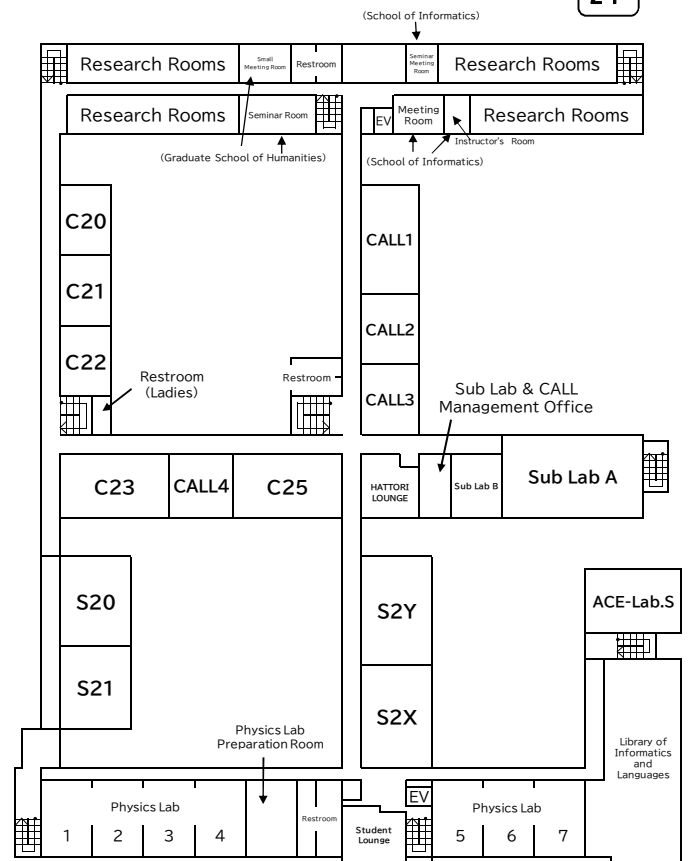 (School of Informatics)
Research Rooms
Small
Meeting Room
Restroom
Seminar
Meeting
Room
Research Rooms
Research Rooms
Seminar Room
EV
Meeting
Room
Research Rooms
Instructor's Room
(Graduate School of Humanities)
(School of Informatics)
C20
CALL1
C21
CALL2
C22
Restroom
(Ladies)
Restroom
CALL3
Sub Lab & CALL
Management Office
C23
CALL4
C25
HATTORI
LOUNGE
Sub Lab B
Sub Lab A
S20
S2Y
ACE-Lab.S
S21
S2X
Physics Lab
Preparation Room
Library of
Informatics
and
Languages
Physics Lab
1
2
3
4
Restroom
EV
Student
Lounge
Physics Lab
5
6
7